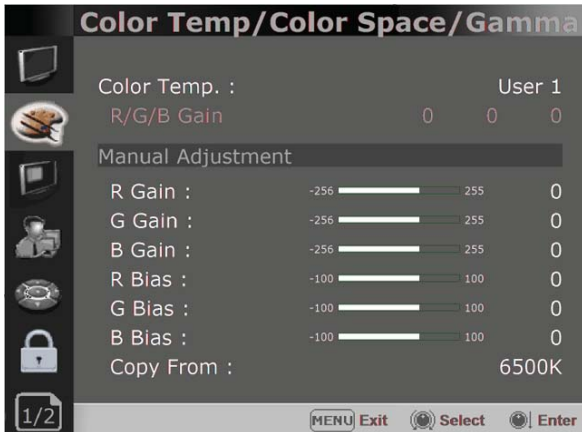 Color Temp/Color Space/Gamma
Color Temp. : User 1
R/G/B Gain 0 0 0
Manual Adjustment
R Gain : -256 255 0
G Gain : -256 255 0
B Gain : -256 255 0
R Bias : -100 100 0
G Bias : -100 100 0
B Bias : -100 100 0
Copy From : 6500K
1/2 MENU Exit Select Enter